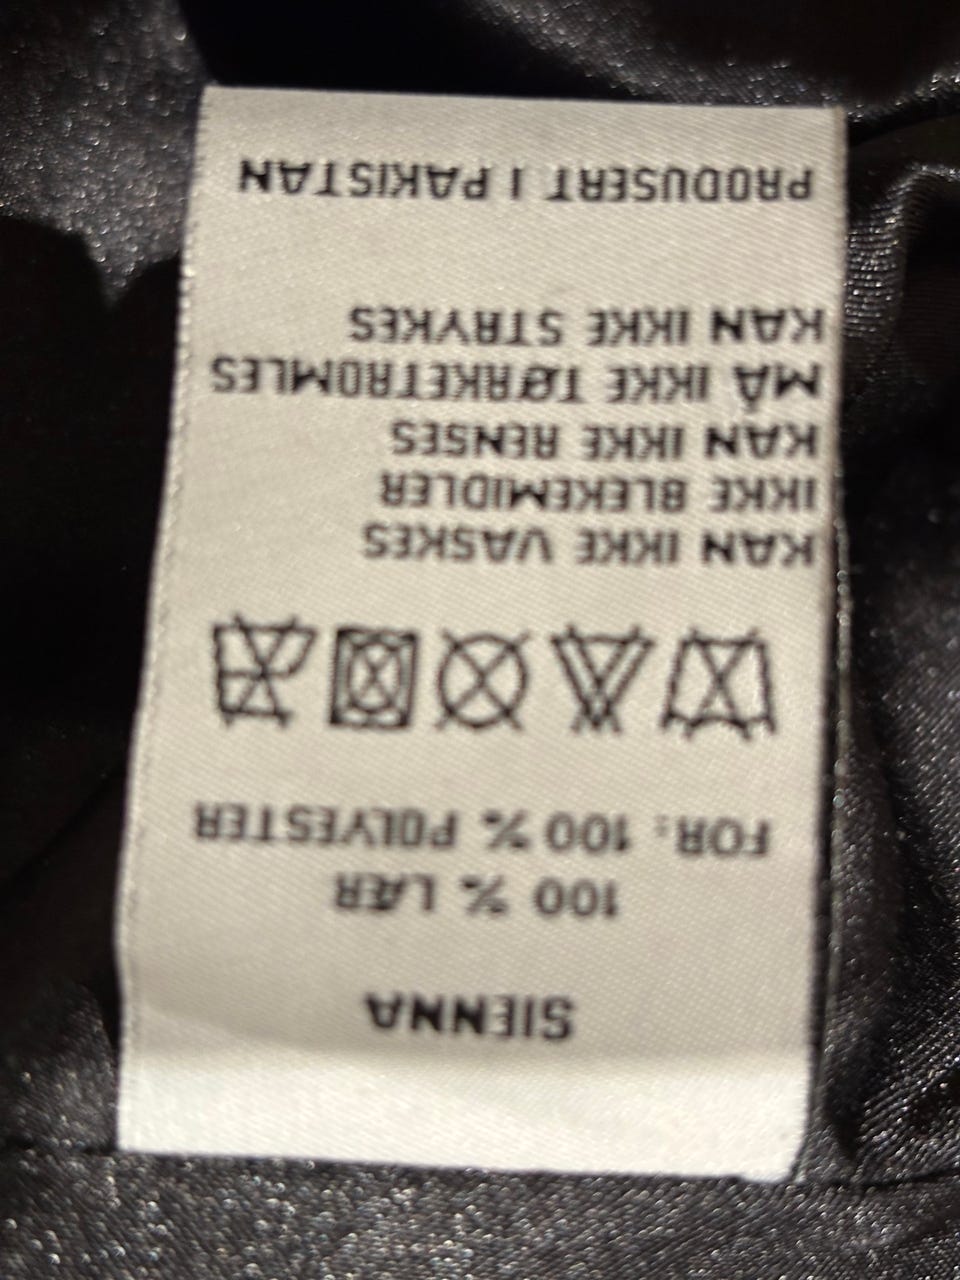 SIENNA
100 % LÆR
FOR: 100 % POLYESTER
KAN IKKE VASKES
IKKE BLEKEMIDLER
KAN IKKE RENSES
MÅ IKKE TØRKETROMLES
KAN IKKE STRYKES
PRODUSERT I PAKISTAN